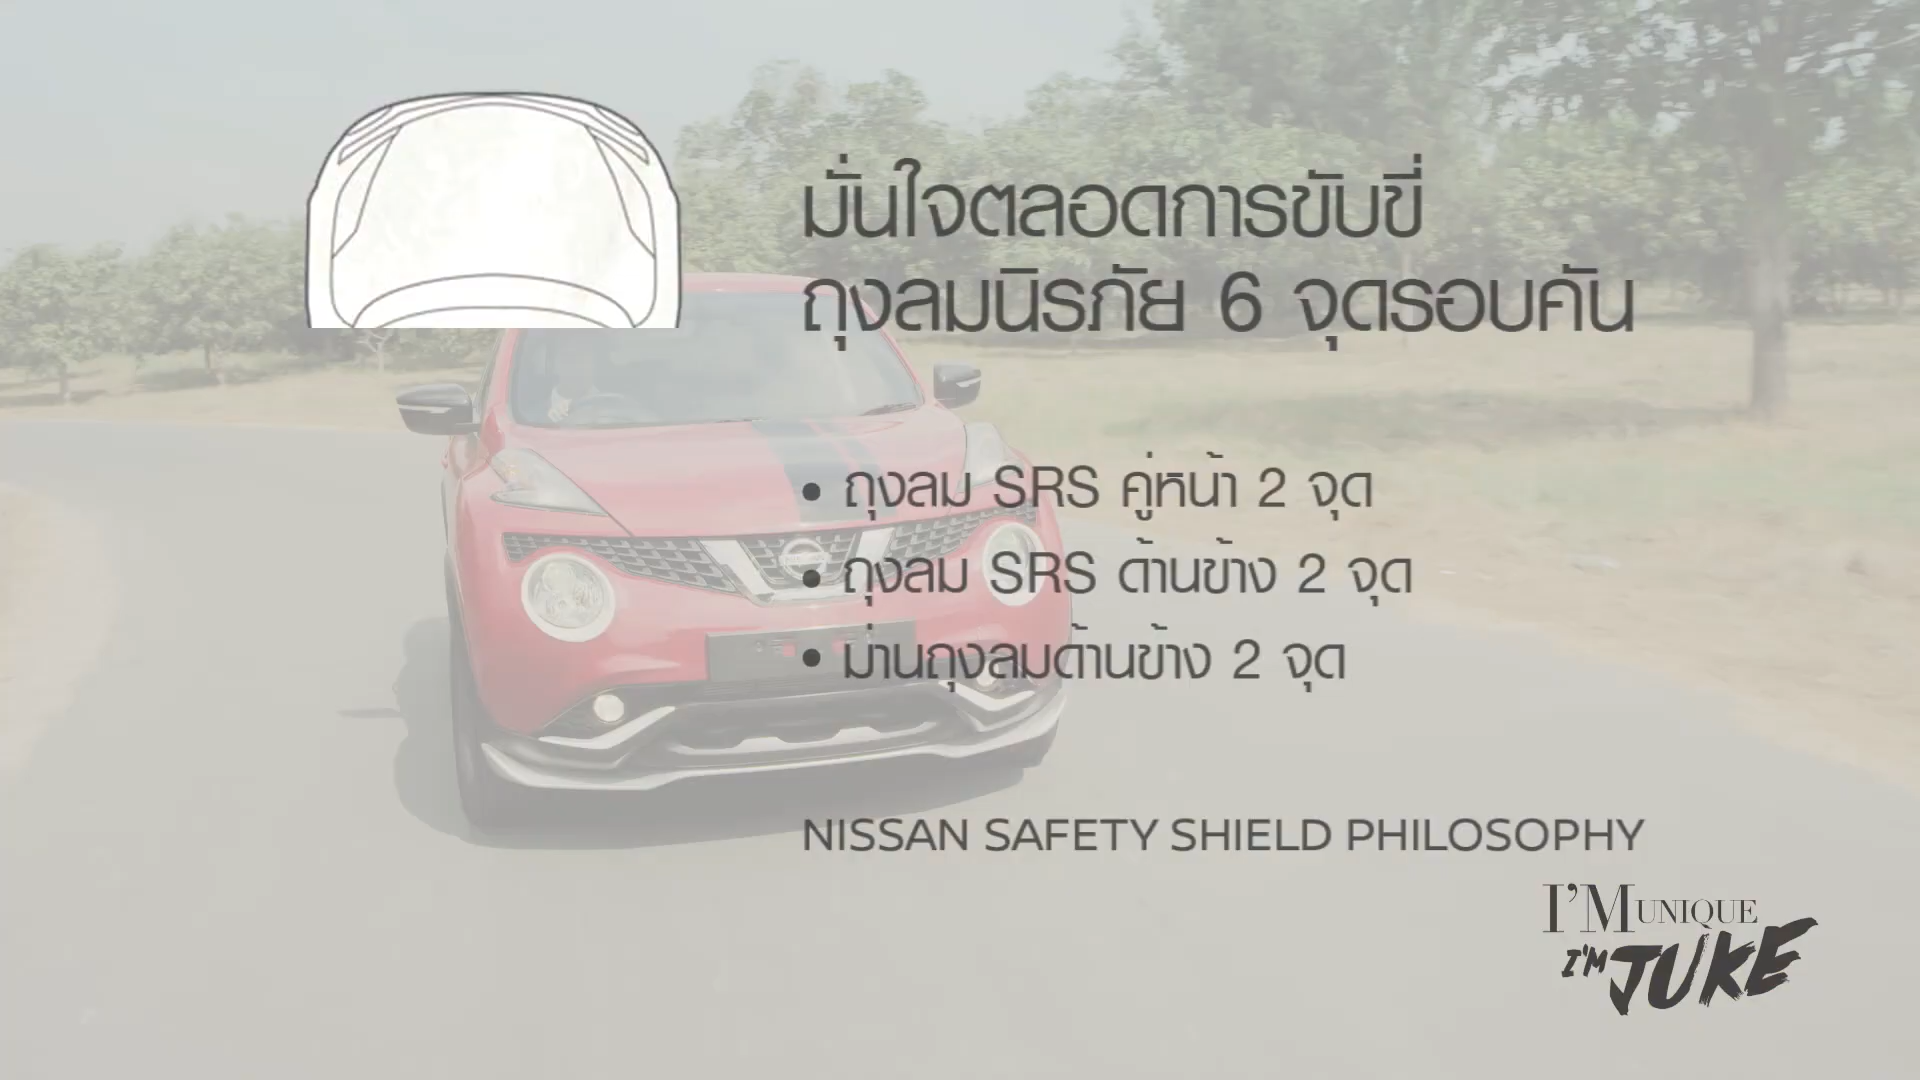 มั่นใจตลอดการขับขี่
ถุงลมนิรภัย 6 จุดรอบคัน
• ถุงลม SRS คู่หน้า 2 จุด
• ถุงลม SRS ด้านข้าง 2 จุด
• ม่านถุงลมด้านข้าง 2 จุด
NISSAN SAFETY SHIELD PHILOSOPHY
I'M UNIQUE
I'M JUKE